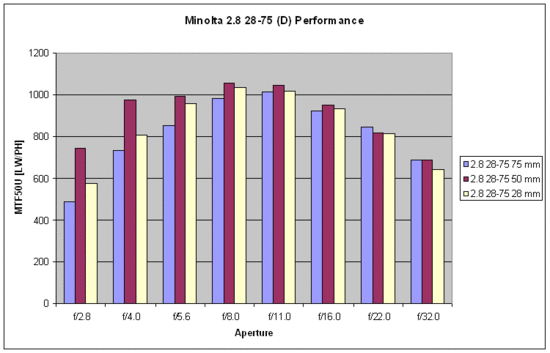 Minolta 2.8 28-75 (D) Performance
1200
1000
800
600
400
200
0
MTF50U [LW/PH]
f/2.8 f/4.0 f/5.6 f/8.0 f/11.0 f/16.0 f/22.0 f/32.0
Aperture
2.8 28-75 75 mm
2.8 28-75 50 mm
2.8 28-75 28 mm